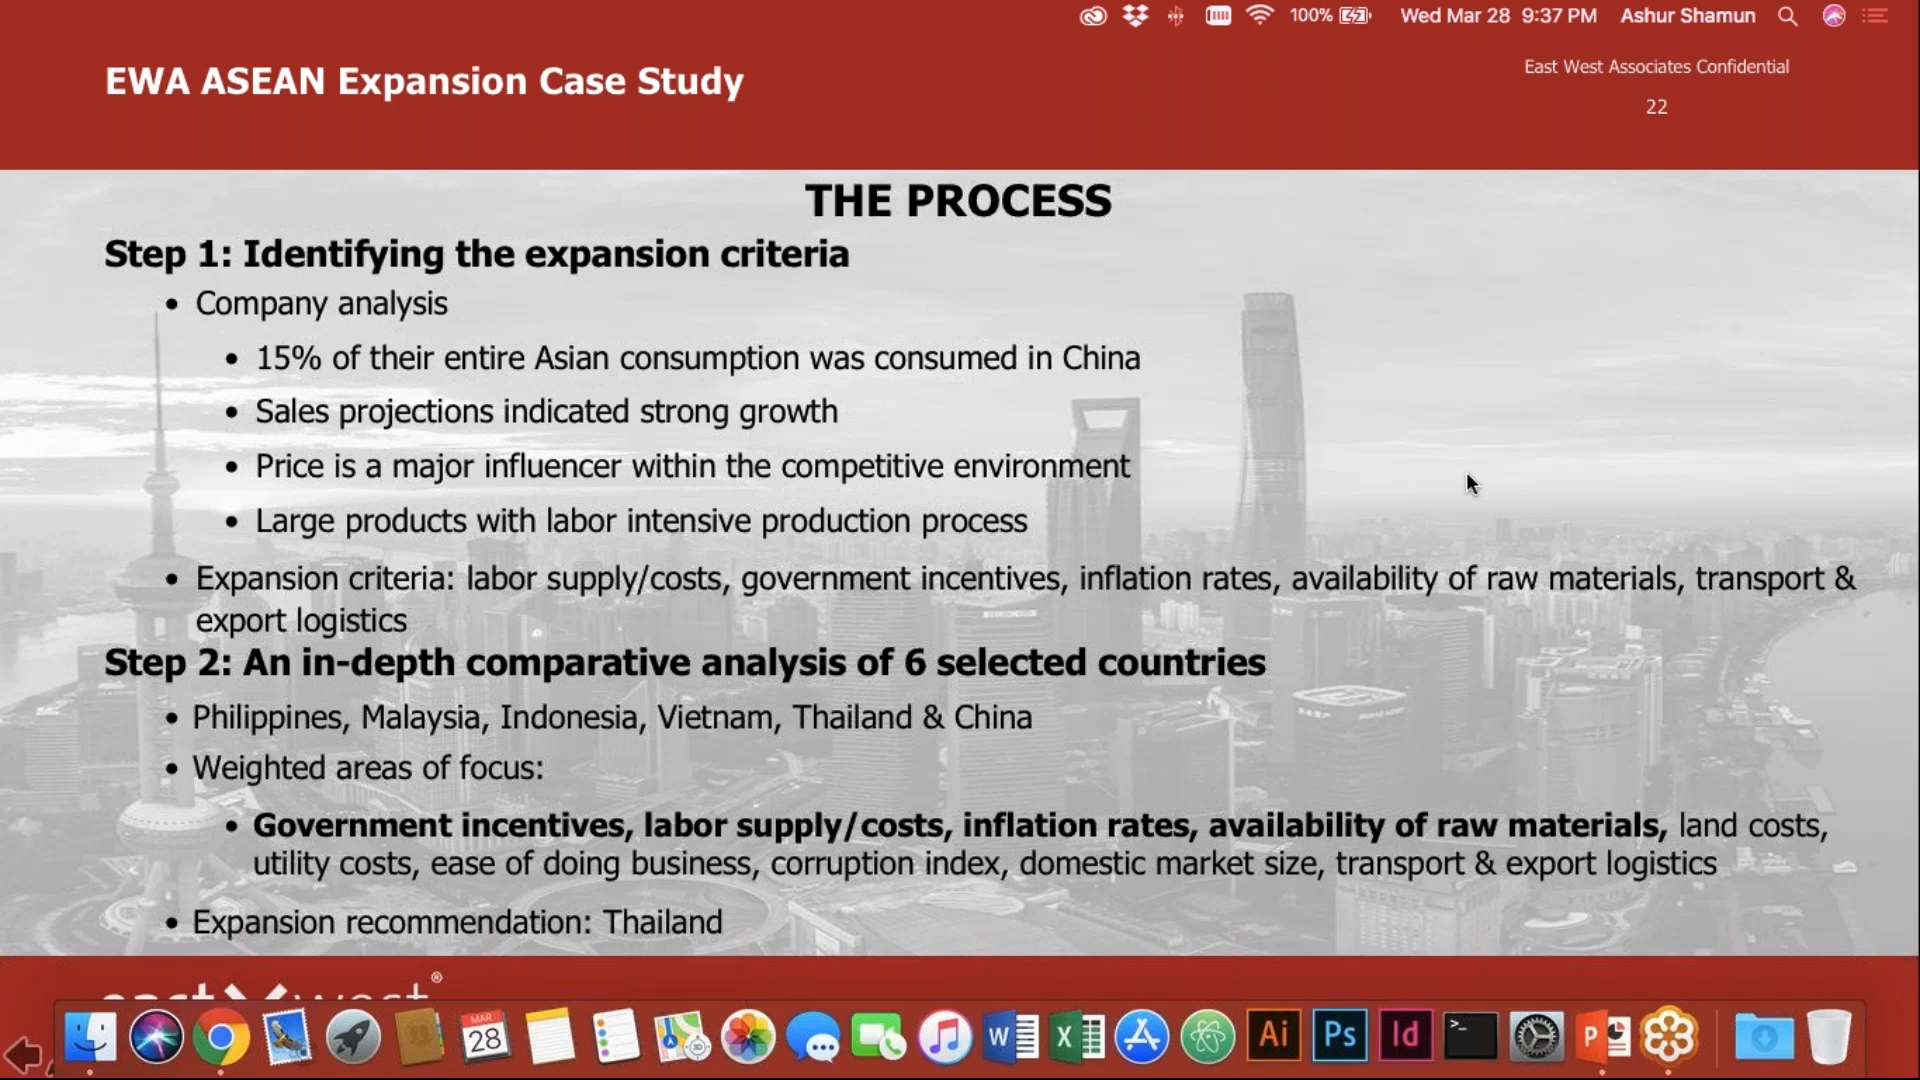 100% Wed Mar 28 9:37 PM Ashur Shamun
EWA ASEAN Expansion Case Study
East West Associates Confidential
22
THE PROCESS
Step 1: Identifying the expansion criteria
• Company analysis
• 15% of their entire Asian consumption was consumed in China
• Sales projections indicated strong growth
• Price is a major influencer within the competitive environment
• Large products with labor intensive production process
• Expansion criteria: labor supply/costs, government incentives, inflation rates, availability of raw materials, transport &
export logistics
Step 2: An in-depth comparative analysis of 6 selected countries
• Philippines, Malaysia, Indonesia, Vietnam, Thailand & China
• Weighted areas of focus:
• Government incentives, labor supply/costs, inflation rates, availability of raw materials, land costs,
utility costs, ease of doing business, corruption index, domestic market size, transport & export logistics
• Expansion recommendation: Thailand
east west®
MAR
28
W X Ai Ps Id >_ P